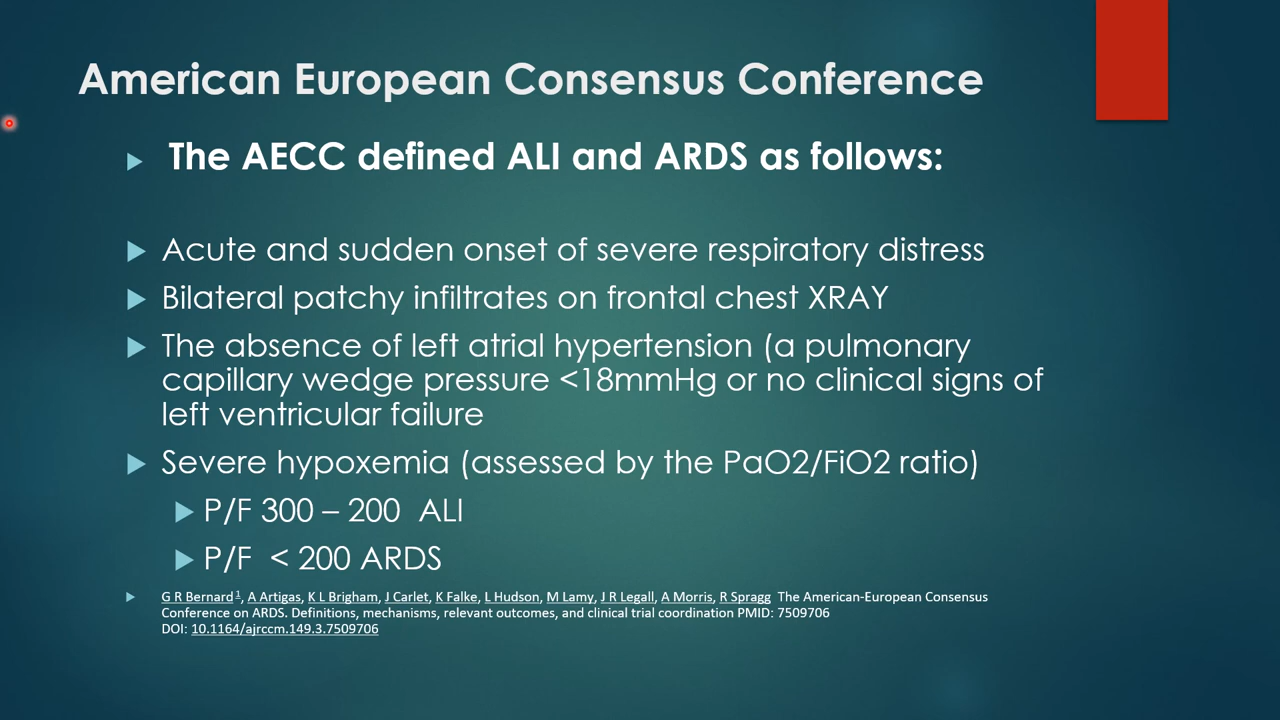 American European Consensus Conference
The AECC defined ALI and ARDS as follows:
Acute and sudden onset of severe respiratory distress
Bilateral patchy infiltrates on frontal chest XRAY
The absence of left atrial hypertension (a pulmonary
capillary wedge pressure <18mmHg or no clinical signs of
left ventricular failure
Severe hypoxemia (assessed by the PaO2/FiO2 ratio)
P/F 300 – 200 ALI
P/F < 200 ARDS
G R Bernard 1, A Artigas, K L Brigham, J Carlet, K Falke, L Hudson, M Lamy, J R Legall, A Morris, R Spragg The American-European Consensus
Conference on ARDS. Definitions, mechanisms, relevant outcomes, and clinical trial coordination PMID: 7509706
DOI: 10.1164/ajrccm.149.3.7509706